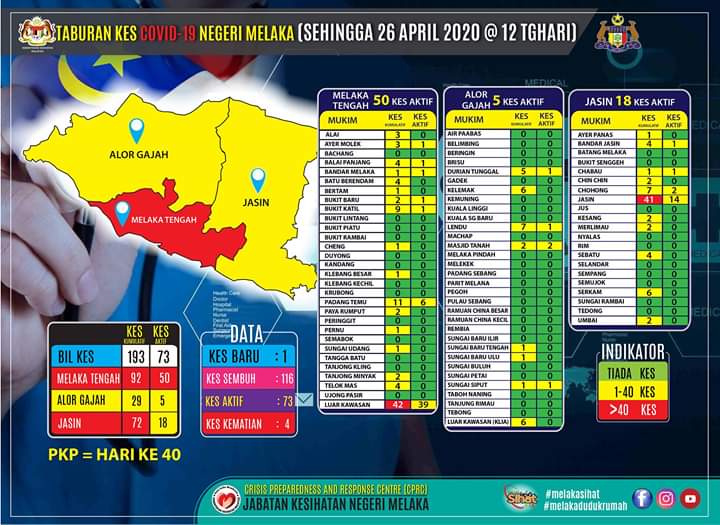 TABURAN KES COVID-19 NEGERI MELAKA (SEHINGGA 26 APRIL 2020 @ 12 TGHARI)
ALOR GAJAH
JASIN
MELAKA TENGAH
MELAKA TENGAH 50 KES AKTIF
MUKIM KES KUMULATIF KES AKTIF
ALAI 3 0
AYER MOLEK 3 1
BACHANG 0 0
BALAI PANJANG 4 1
BANDAR MELAKA 1 1
BATU BERENDAM 4 0
BERTAM 1 0
BUKIT BARU 2 1
BUKIT KATIL 9 1
BUKIT LINTANG 0 0
BUKIT PIATU 0 0
BUKIT RAMBAI 0 0
CHENG 1 0
DUYONG 0 0
KANDANG 0 0
KLEBANG BESAR 1 0
KLEBANG KECHIL 0 0
KRUBONG 0 0
PADANG TEMU 11 6
PAYA RUMPUT 2 0
PERINGGIT 0 0
PERNU 1 0
SEMABOK 0 0
SUNGAI UDANG 1 0
TANGGA BATU 0 0
TANJONG KLING 0 0
TANJONG MINYAK 2 0
TELOK MAS 4 0
UJONG PASIR 0 0
LUAR KAWASAN 42 39
ALOR GAJAH 5 KES AKTIF
MUKIM KES KUMULATIF KES AKTIF
AIR PAABAS 0 0
BELIMBING 0 0
BERINGIN 0 0
BRISU 0 0
DURIAN TUNGGAL 5 1
GADEK 0 0
KELEMAK 6 0
KEMUNING 0 0
KUALA LINGGI 0 0
KUALA SG BARU 0 0
LENDU 7 1
MACHAP 0 0
MASJID TANAH 2 2
MELAKA PINDAH 0 0
MELEKEK 0 0
PADANG SEBANG 0 0
PARIT MELANA 0 0
PEGOH 0 0
PULAU SEBANG 0 0
RAMUAN CHINA BESAR 0 0
RAMUAN CHINA KECIL 0 0
REMBIA 0 0
SUNGAI BARU ILIR 0 0
SUNGAI BARU TENGAH 1 0
SUNGAI BARU ULU 1 0
SUNGAI BULUH 0 0
SUNGAI PETAI 0 0
SUNGAI SIPUT 1 1
TABOH NANING 0 0
TANJUNG RIMAU 0 0
TEBONG 0 0
LUAR KAWASAN (KLIA) 6 0
JASIN 18 KES AKTIF
MUKIM KES KUMULATIF KES AKTIF
AYER PANAS 1 0
BANDAR JASIN 4 1
BATANG MELAKA 0 0
BUKIT SENGGEH 0 0
CHABAU 1 1
CHIN CHIN 2 0
CHOHONG 7 2
JASIN 41 14
JUS 0 0
KESANG 2 0
MERLIMAU 2 0
NYALAS 0 0
RIM 0 0
SEBATU 4 0
SELANDAR 0 0
SEMPANG 0 0
SEMUJOK 0 0
SERKAM 6 0
SUNGAI RAMBAI 0 0
TEDONG 0 0
UMBAI 2 0
KES KUMULATIF KES AKTIF
BIL KES 193 73
MELAKA TENGAH 92 50
ALOR GAJAH 29 5
JASIN 72 18
PKP = HARI KE 40
Health Care
Doctor
Hospital
Pharmacist
Nurse
Dentist
First Aid
DATA
KES BARU : 1
KES SEMBUH : 116
KES AKTIF : 73
KES KEMATIAN : 4
INDIKATOR
TIADA KES
1-40 KES
>40 KES
MEDICAL
CRISIS PREPAREDNESS AND RESPONSE CENTRE (CPRC)
JABATAN KESIHATAN NEGERI MELAKA
Sihat
#melakasihat
#melakadudukrumah